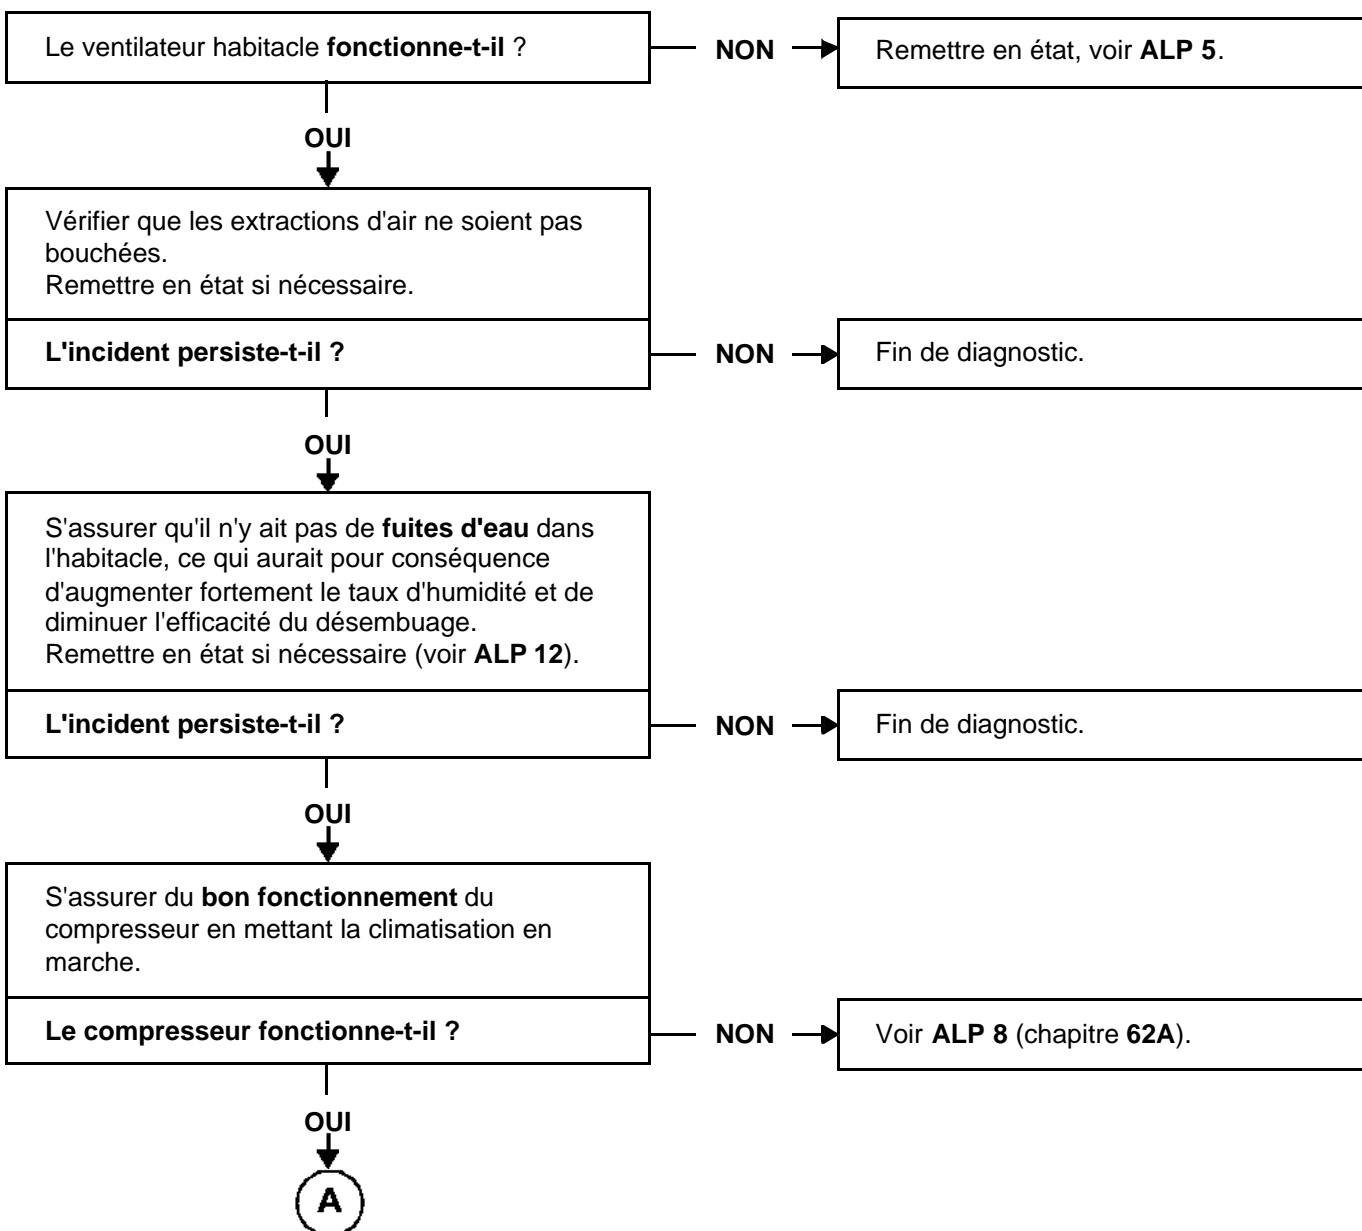 Le ventilateur habitacle fonctionne-t-il ?
NON
Remettre en état, voir ALP 5.
OUI
Vérifier que les extractions d'air ne soient pas
bouchées.
Remettre en état si nécessaire.
L'incident persiste-t-il ?
NON
Fin de diagnostic.
OUI
S'assurer qu'il n'y ait pas de fuites d'eau dans
l'habitacle, ce qui aurait pour conséquence
d'augmenter fortement le taux d'humidité et de
diminuer l'efficacité du désembuage.
Remettre en état si nécessaire (voir ALP 12).
L'incident persiste-t-il ?
NON
Fin de diagnostic.
OUI
S'assurer du bon fonctionnement du
compresseur en mettant la climatisation en
marche.
Le compresseur fonctionne-t-il ?
NON
Voir ALP 8 (chapitre 62A).
OUI
A